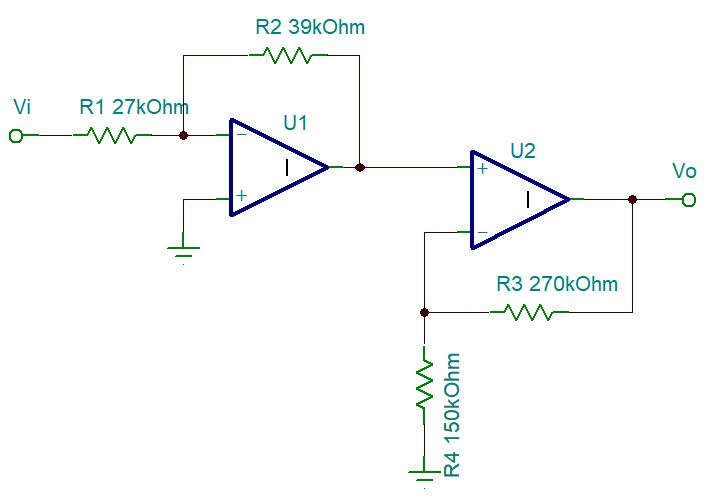 R2 39kOhm
Vi
R1 27kOhm
U1
U2
Vo
R3 270kOhm
R4 150kOhm